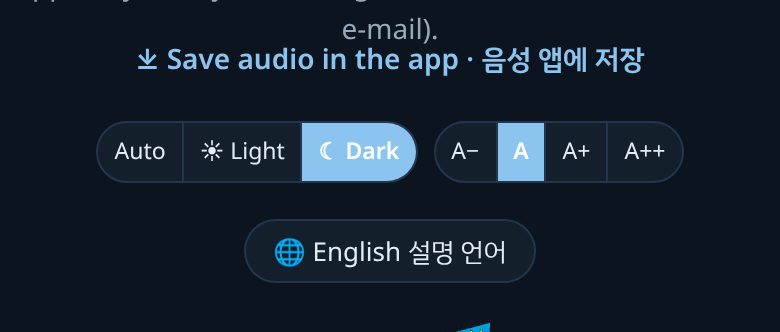 e-mail).
Save audio in the app · 음성 앱에 저장
Auto Light Dark A− A A+ A++
English 설명 언어